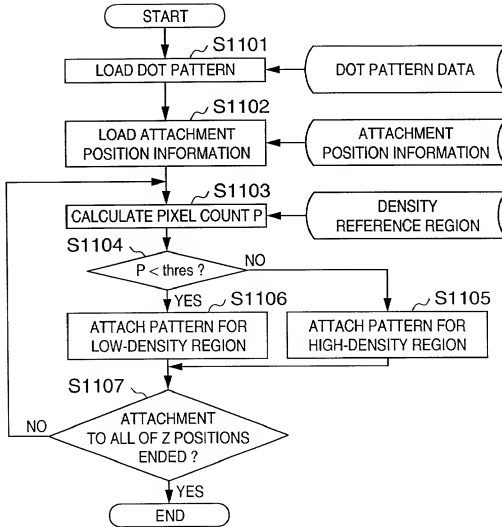 START
S1101
LOAD DOT PATTERN
DOT PATTERN DATA
S1102
LOAD ATTACHMENT
POSITION INFORMATION
ATTACHMENT
POSITION INFORMATION
S1103
CALCULATE PIXEL COUNT P
DENSITY
REFERENCE REGION
S1104
P < thres ?
NO
YES
S1106
ATTACH PATTERN FOR
LOW-DENSITY REGION
S1105
ATTACH PATTERN FOR
HIGH-DENSITY REGION
S1107
ATTACHMENT
TO ALL OF Z POSITIONS
ENDED ?
NO
YES
END